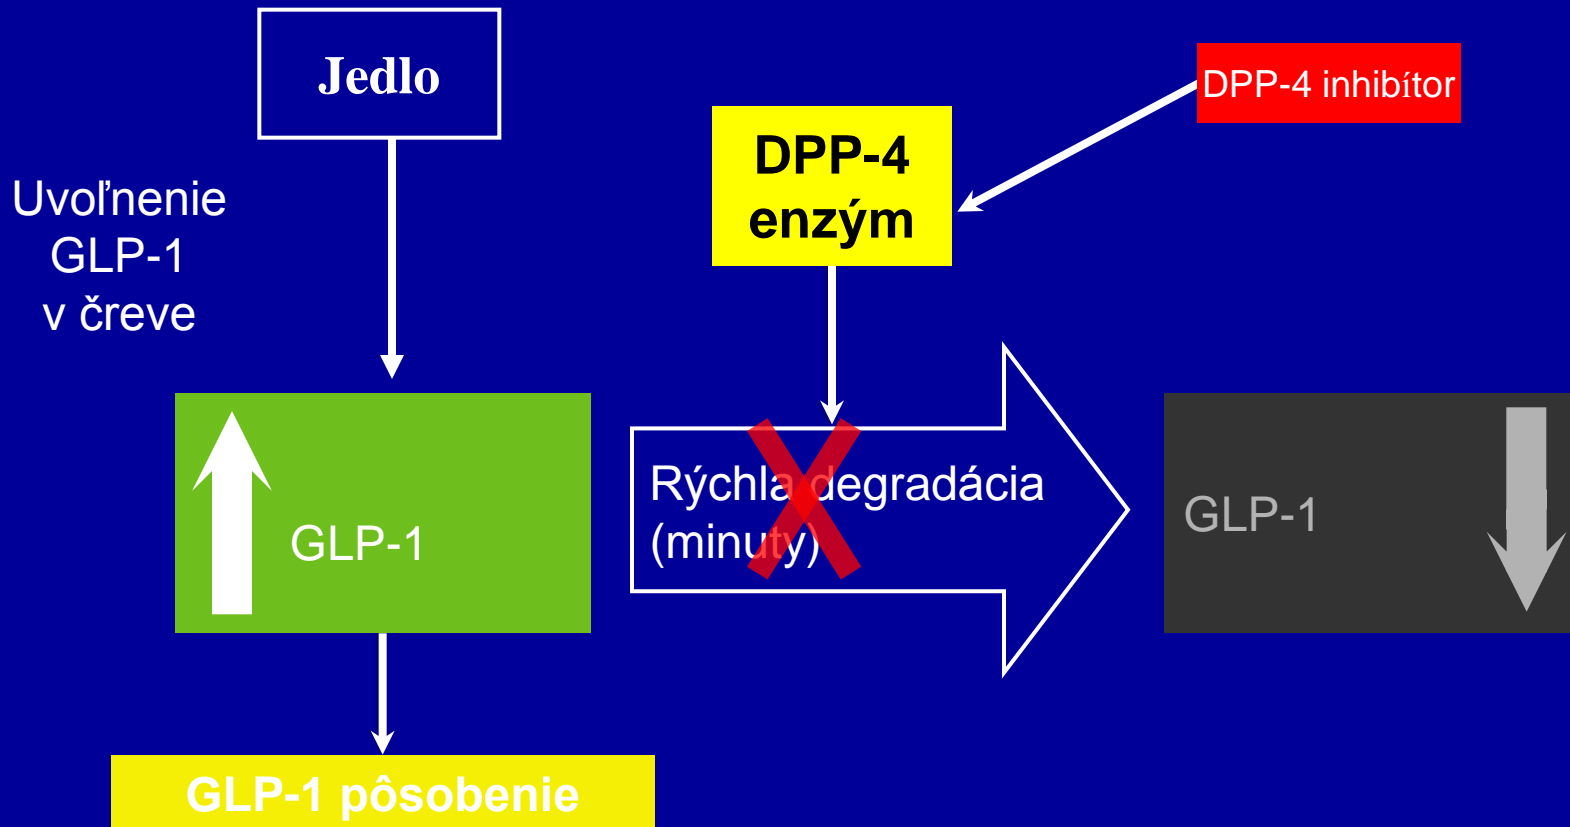 Jedlo
DPP-4 inhibítor
DPP-4
enzým
Uvoľnenie
GLP-1
v čreve
GLP-1
Rýchla degradácia
(minuty)
GLP-1
GLP-1 pôsobenie